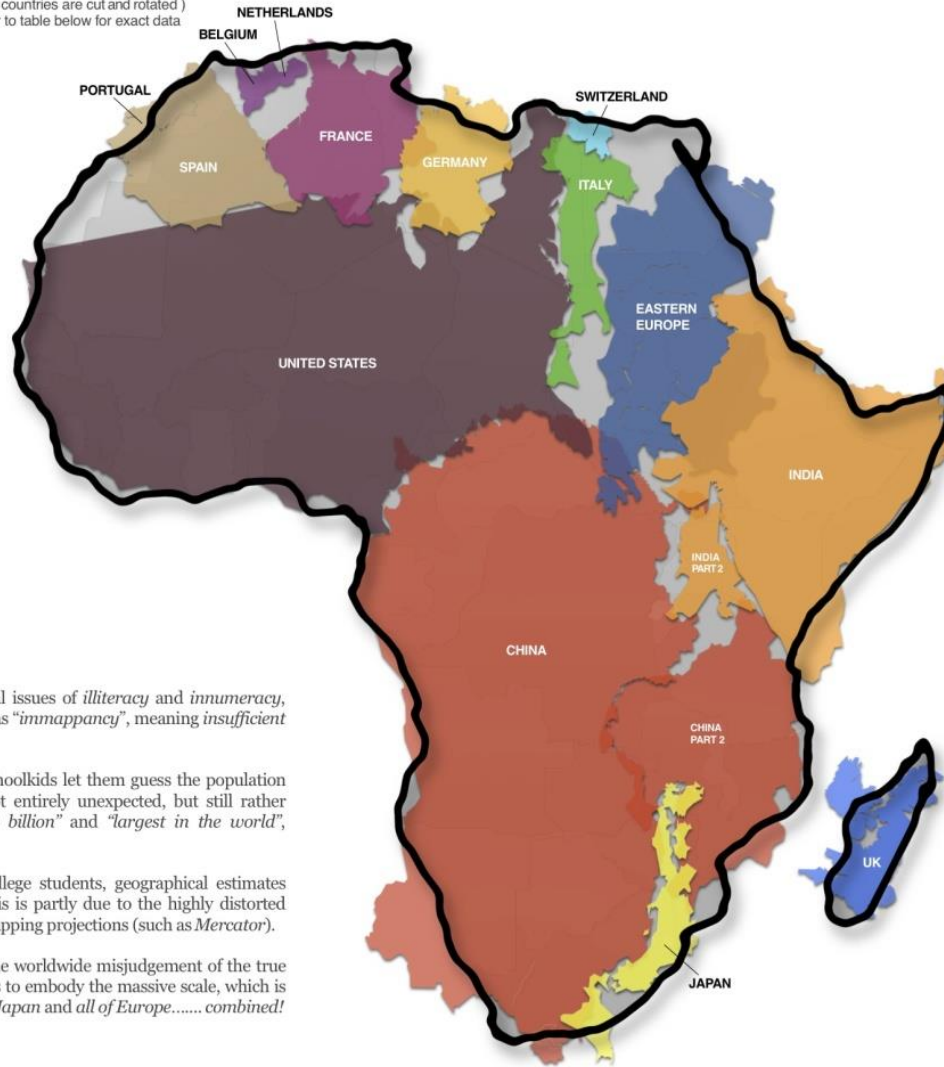 countries are cut and rotated )
to table below for exact data
NETHERLANDS
BELGIUM
PORTUGAL
SWITZERLAND
FRANCE
SPAIN
GERMANY
ITALY
EASTERN
EUROPE
UNITED STATES
INDIA
INDIA
PART 2
CHINA
CHINA
PART 2
UK
JAPAN
issues of illiteracy and innumeracy,
as “immappancy”, meaning insufficient
let them guess the population
entirely unexpected, but still rather
billion” and “largest in the world”,
students, geographical estimates
is partly due to the highly distorted
projections (such as Mercator).
worldwide misjudgement of the true
to embody the massive scale, which is
Japan and all of Europe....... combined!